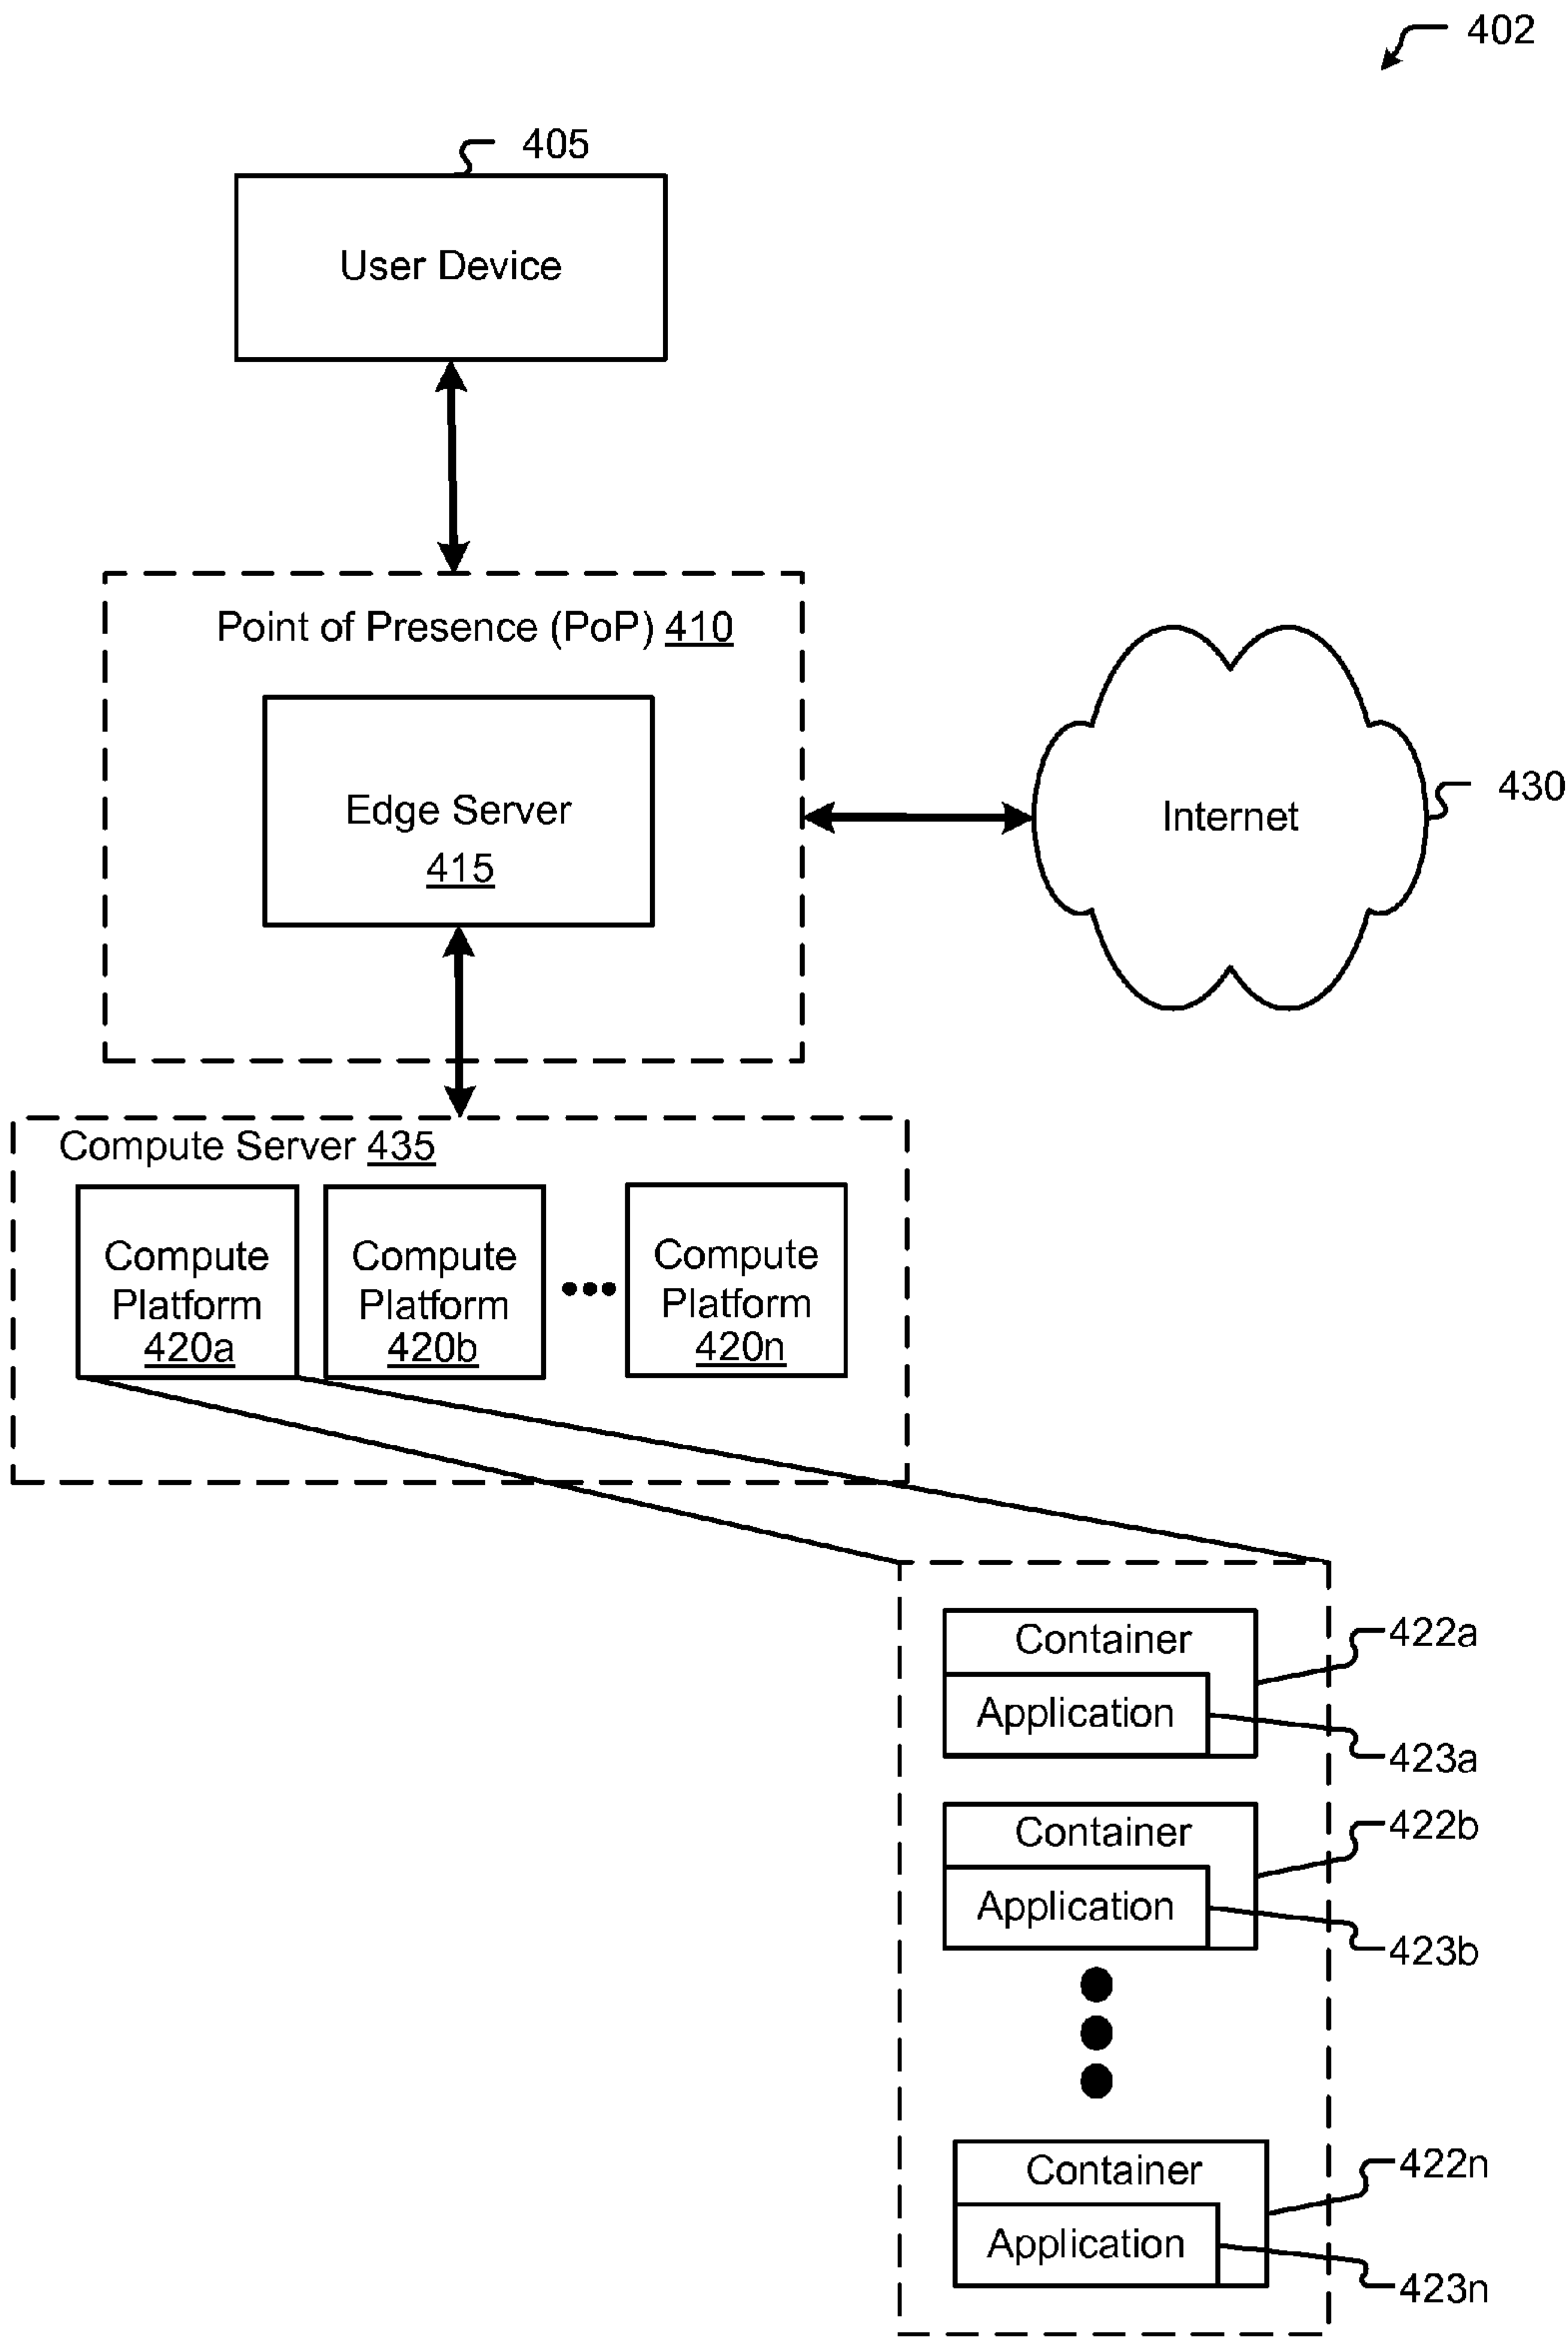 402
405
User Device
Point of Presence (PoP) 410
Edge Server
415
Internet
430
Compute Server 435
Compute
Platform
420a
Compute
Platform
420b
Compute
Platform
420n
Container
422a
Application
423a
Container
422b
Application
423b
Container
422n
Application
423n